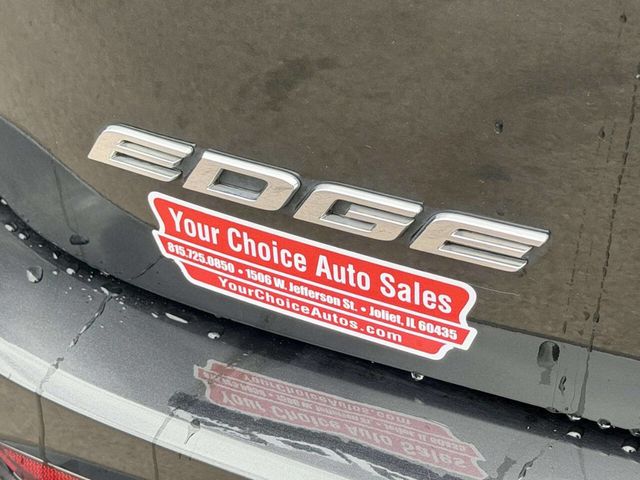 EDGE
Your Choice Auto Sales
815.725.0850 • 1506 W. Jefferson St. • Joliet, IL 60435
YourChoiceAutos.com